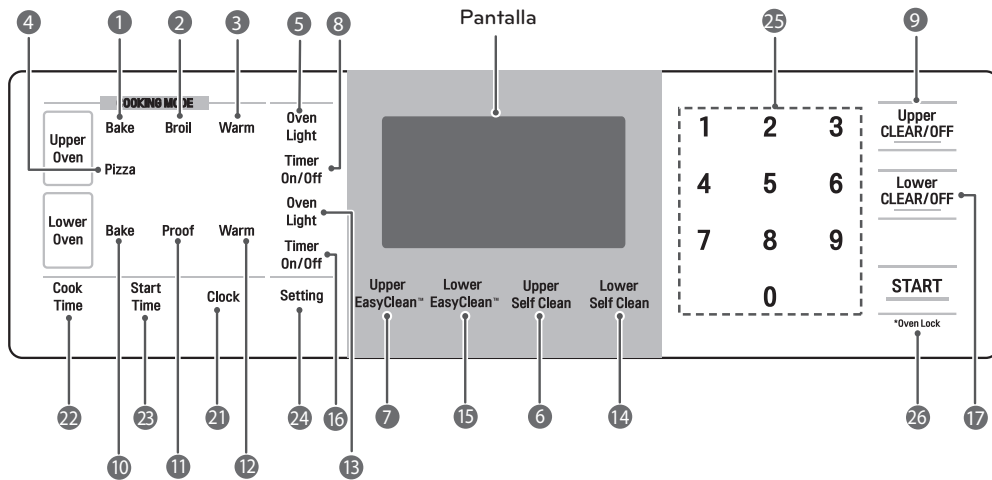 Pantalla
4 1 2 3 5 8 25 9
COOKING MODE
Upper
Oven
Bake Broil Warm
Pizza
Oven
Light
Timer
On/Off
Lower
Oven
Bake Proof Warm
Oven
Light
Timer
On/Off
Cook
Time
Start
Time
Clock
Setting
Upper
EasyClean™
Lower
EasyClean™
Upper
Self Clean
Lower
Self Clean
1 2 3
4 5 6
7 8 9
0
Upper
CLEAR/OFF
Lower
CLEAR/OFF
START
*Oven Lock
22 23 21 24 16 7 15 6 14 26 17
10 11 12 13